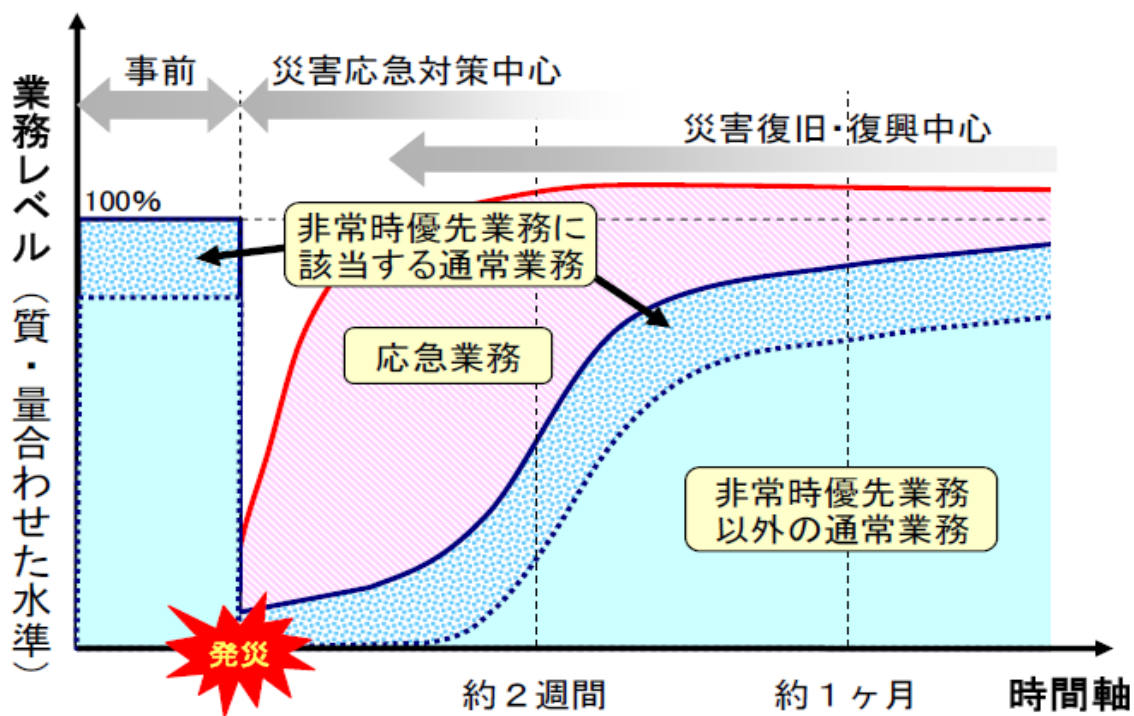 事前
災害応急対策中心
災害復旧・復興中心
業務レベル（質・量合わせた水準）
100%
非常時優先業務に
該当する通常業務
応急業務
非常時優先業務
以外の通常業務
発災
約２週間
約１ヶ月
時間軸